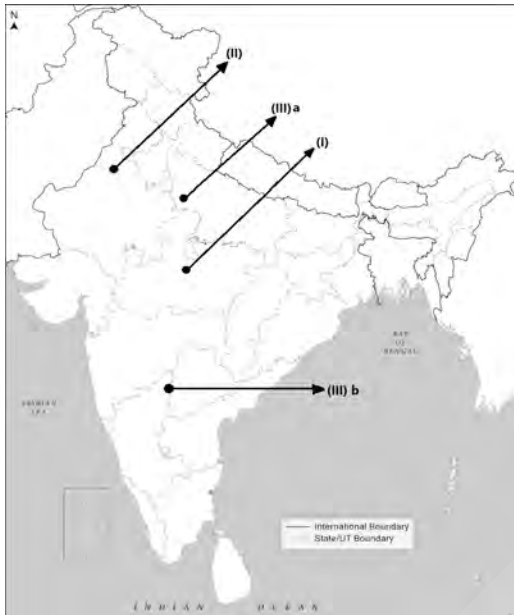 N
(II)
(III) a
(I)
BAY
OF
BENGAL
(III) b
ARABIAN
SEA
International Boundary
State/UT Boundary
INDIAN OCEAN